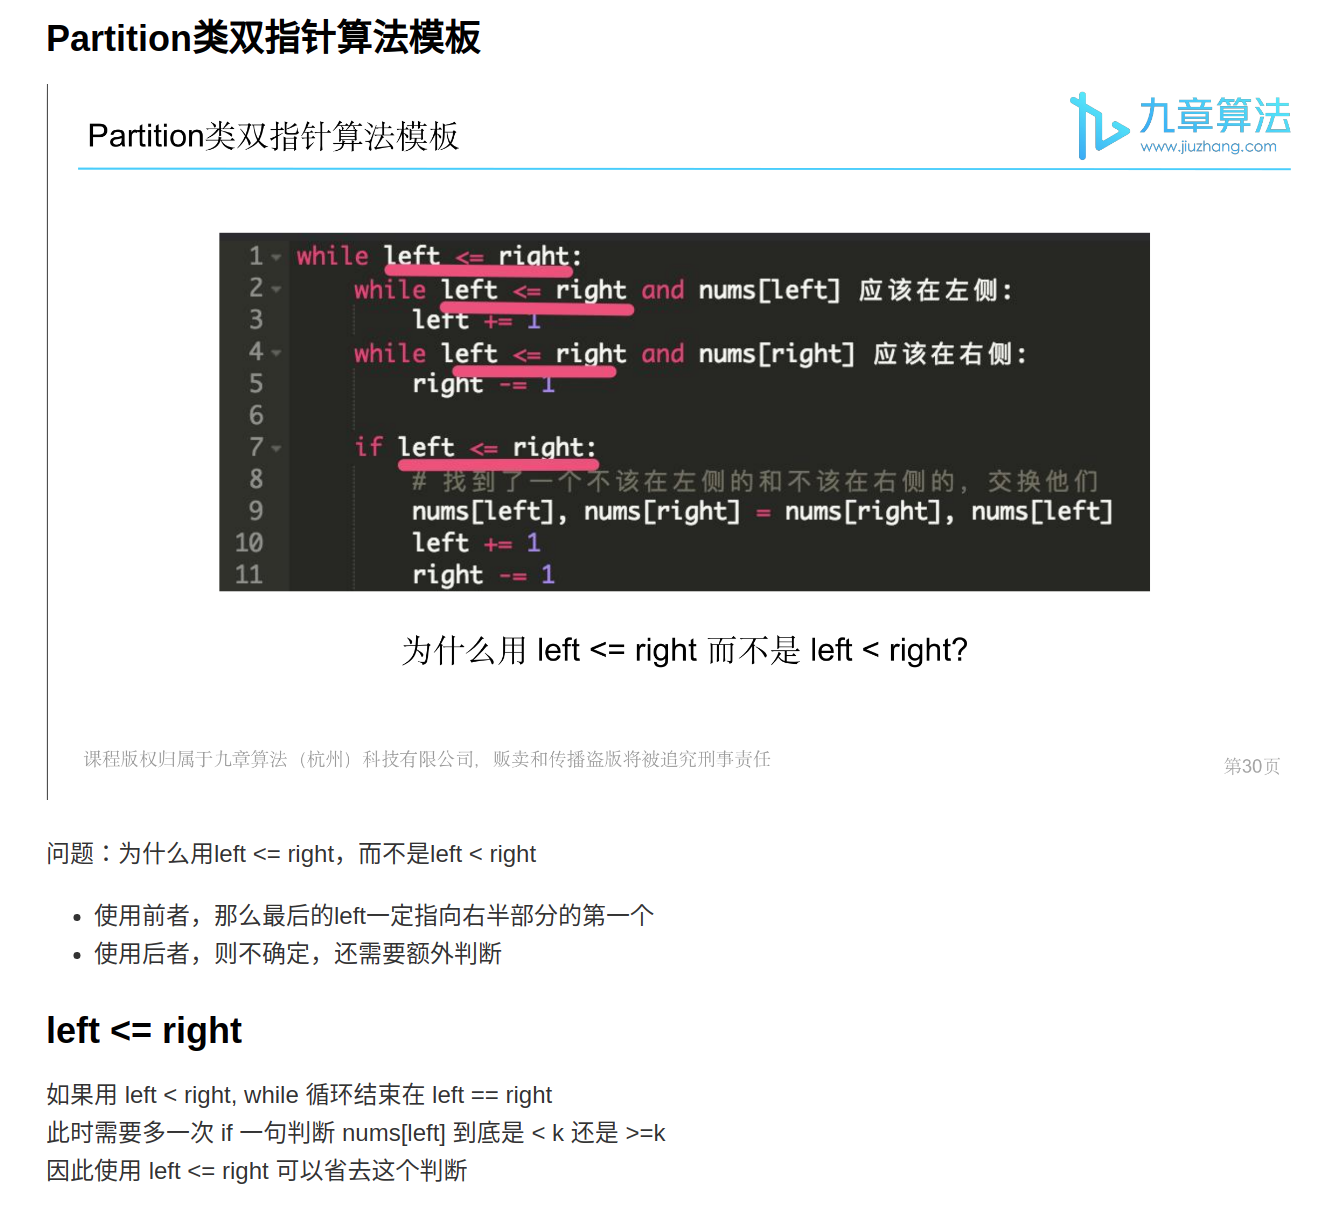 Partition类双指针算法模板
Partition类双指针算法模板
九章算法
www.jiuzhang.com
1 while left <= right:
2 while left <= right and nums[left] 应该在左侧:
3 left += 1
4 while left <= right and nums[right] 应该在右侧:
5 right -= 1
6
7 if left <= right:
8 # 找到了一个不该在左侧的和不该在右侧的, 交换他们
9 nums[left], nums[right] = nums[right], nums[left]
10 left += 1
11 right -= 1
为什么用 left <= right 而不是 left < right?
课程版权归属于九章算法（杭州）科技有限公司，贩卖和传播盗版将被追究刑事责任
第30页
问题：为什么用left <= right，而不是left < right
• 使用前者，那么最后的left一定指向右半部分的第一个
• 使用后者，则不确定，还需要额外判断
left <= right
如果用 left < right, while 循环结束在 left == right
此时需要多一次 if 一句判断 nums[left] 到底是 < k 还是 >=k
因此使用 left <= right 可以省去这个判断